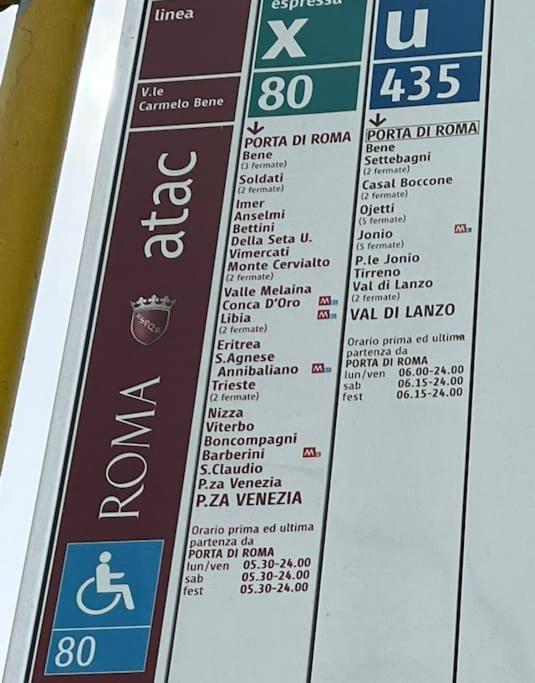 linea
V.le
Carmelo Bene
atac
ROMA
80
espressa
X
80
PORTA DI ROMA
Bene
(3 fermate)
Soldati
(2 fermate)
Imer
Anselmi
Bettini
Della Seta U.
Vimercati
Monte Cervialto
(2 fermate)
Valle Melaina
Conca D'Oro M
Libia M
(2 fermate)
Eritrea
S.Agnese
Annibaliano M
Trieste
(2 fermate)
Nizza
Viterbo
Boncompagni
Barberini M
S.Claudio
P.za Venezia
P.ZA VENEZIA
Orario prima ed ultima
partenza da
PORTA DI ROMA
lun/ven 05.30-24.00
sab 05.30-24.00
fest 05.30-24.00
u
435
PORTA DI ROMA
Bene
Settebagni
(2 fermate)
Casal Boccone
(2 fermate)
Ojetti
(5 fermate)
Jonio M
(5 fermate)
P.le Jonio
Tirreno
Val di Lanzo
(2 fermate)
VAL DI LANZO
Orario prima ed ultima
partenza da
PORTA DI ROMA
lun/ven 06.00-24.00
sab 06.15-24.00
fest 06.15-24.00